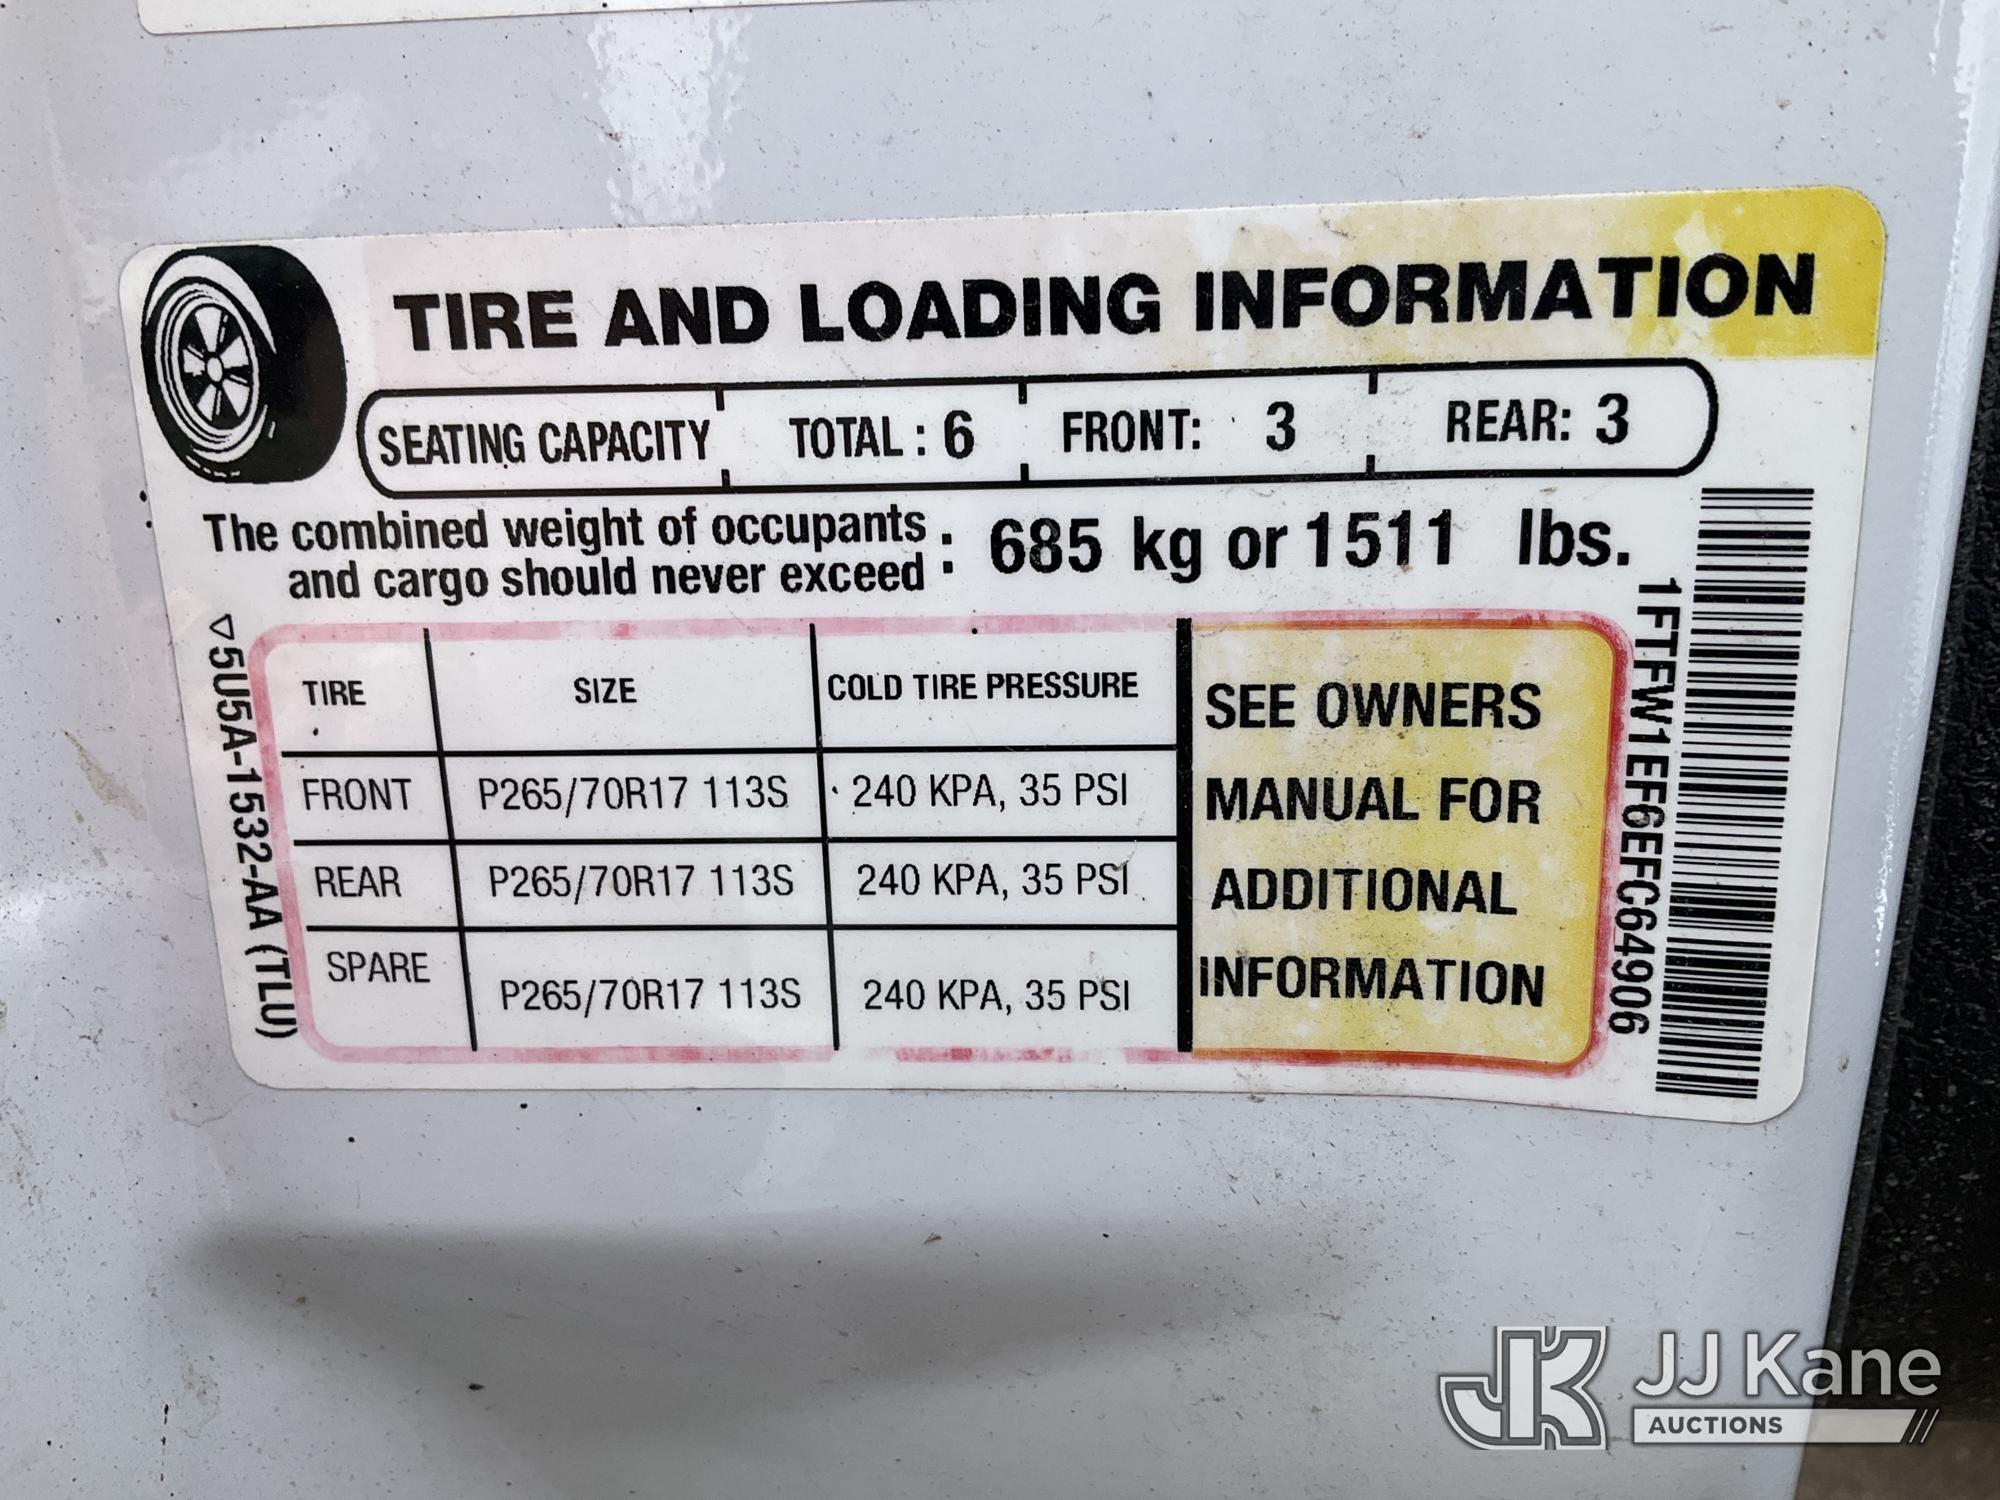 TIRE AND LOADING INFORMATION
SEATING CAPACITY TOTAL : 6 FRONT: 3 REAR: 3
The combined weight of occupants
and cargo should never exceed : 685 kg or 1511 lbs.
TIRE SIZE COLD TIRE PRESSURE
FRONT P265/70R17 113S 240 KPA, 35 PSI
REAR P265/70R17 113S 240 KPA, 35 PSI
SPARE P265/70R17 113S 240 KPA, 35 PSI
SEE OWNERS
MANUAL FOR
ADDITIONAL
INFORMATION
5U5A-1532-AA (TLU)
1FTFW1EF6EFC64906
JK JJ Kane
AUCTIONS